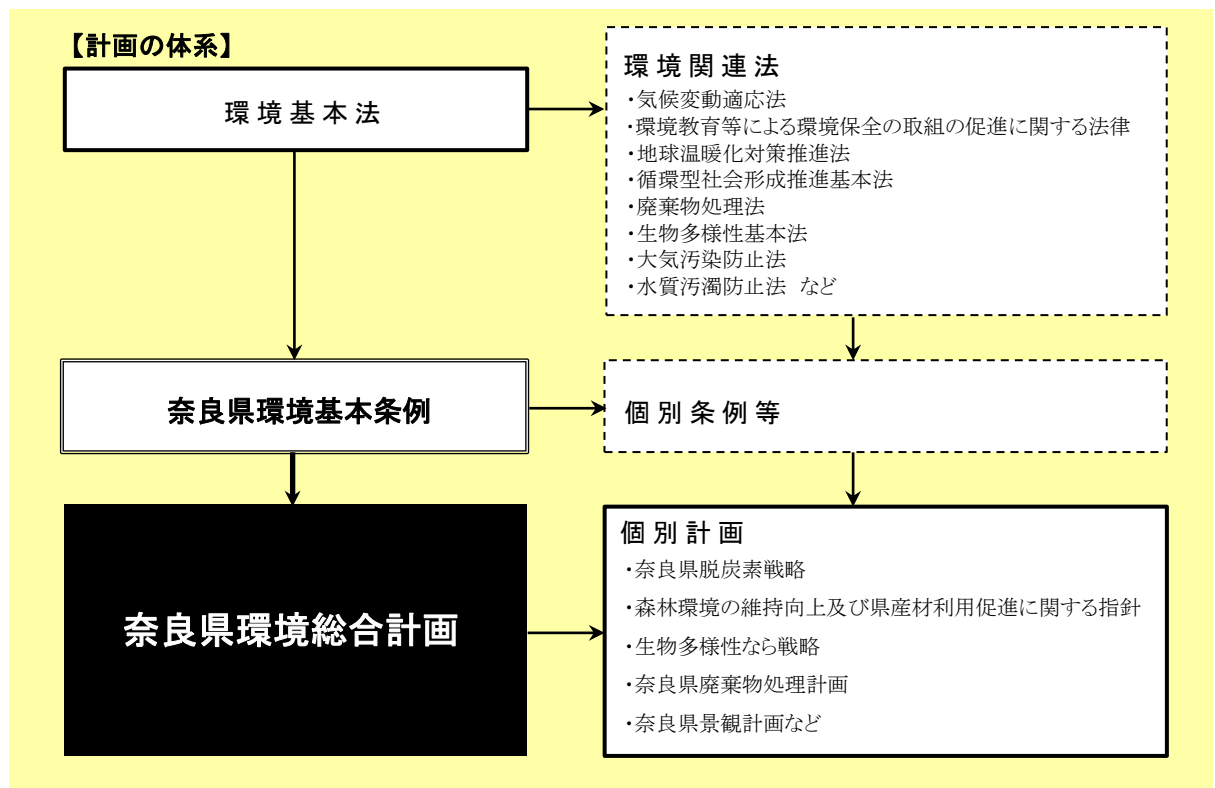 【計画の体系】
環境基本法
環境関連法
・気候変動適応法
・環境教育等による環境保全の取組の促進に関する法律
・地球温暖化対策推進法
・循環型社会形成推進基本法
・廃棄物処理法
・生物多様性基本法
・大気汚染防止法
・水質汚濁防止法 など
奈良県環境基本条例
個別条例等
奈良県環境総合計画
個別計画
・奈良県脱炭素戦略
・森林環境の維持向上及び県産材利用促進に関する指針
・生物多様性なら戦略
・奈良県廃棄物処理計画
・奈良県景観計画など